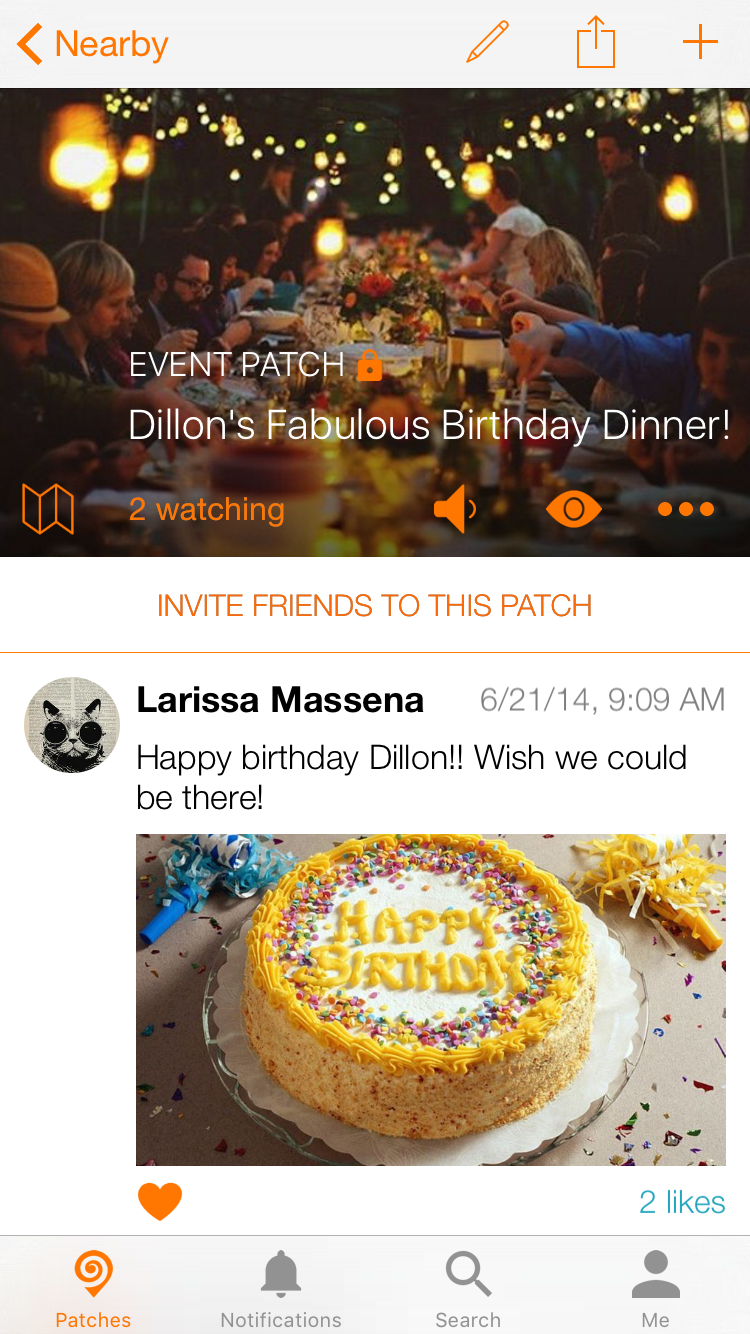 Nearby
EVENT PATCH
Dillon's Fabulous Birthday Dinner!
2 watching
INVITE FRIENDS TO THIS PATCH
Larissa Massena 6/21/14, 9:09 AM
Happy birthday Dillon!! Wish we could
be there!
HAPPY
BIRTHDAY
2 likes
Patches Notifications Search Me